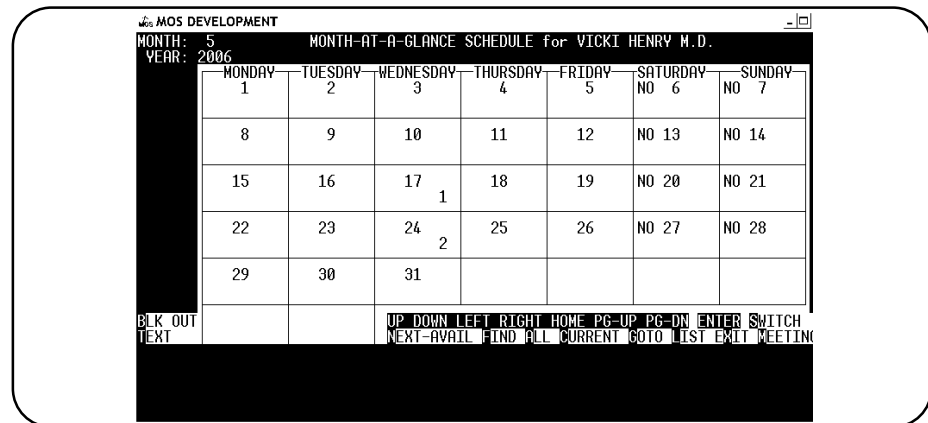 MOS MOS DEVELOPMENT
MONTH: 5 MONTH-AT-A-GLANCE SCHEDULE for VICKI HENRY M.D.
YEAR: 2006
MONDAY TUESDAY WEDNESDAY THURSDAY FRIDAY SATURDAY SUNDAY
1 2 3 4 5 NO 6 NO 7
8 9 10 11 12 NO 13 NO 14
15 16 17 18 19 NO 20 NO 21
1
22 23 24 25 26 NO 27 NO 28
2
29 30 31
BLK OUT UP DOWN LEFT RIGHT HOME PG-UP PG-DN ENTER SWITCH
TEXT NEXT-AVAIL FIND ALL CURRENT GOTO LIST EXIT MEETING